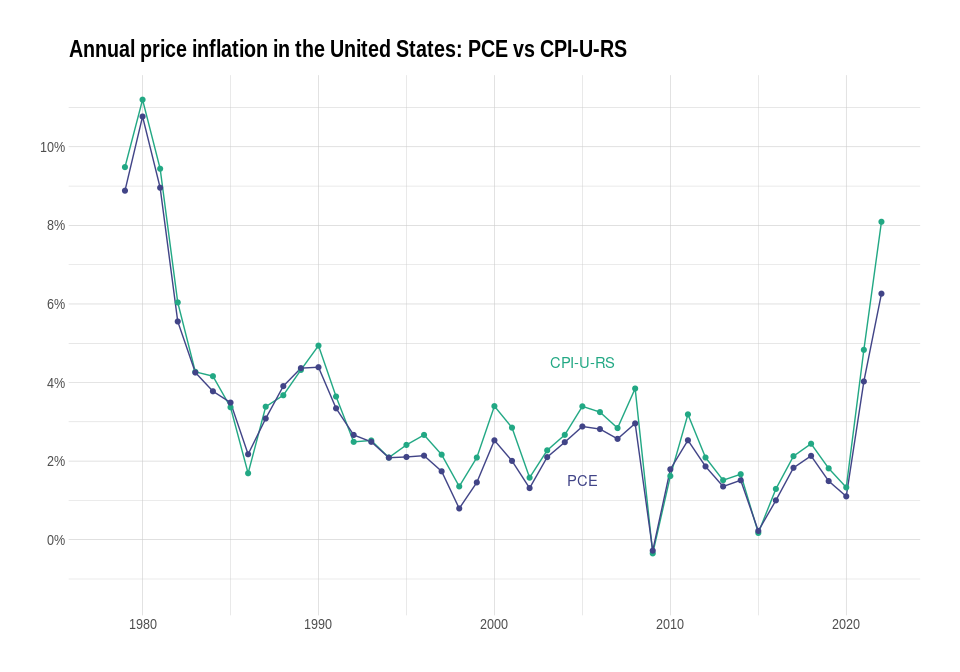 Annual price inflation in the United States: PCE vs CPI-U-RS
10%
8%
6%
4%
2%
0%
CPI-U-RS
PCE
1980 1990 2000 2010 2020